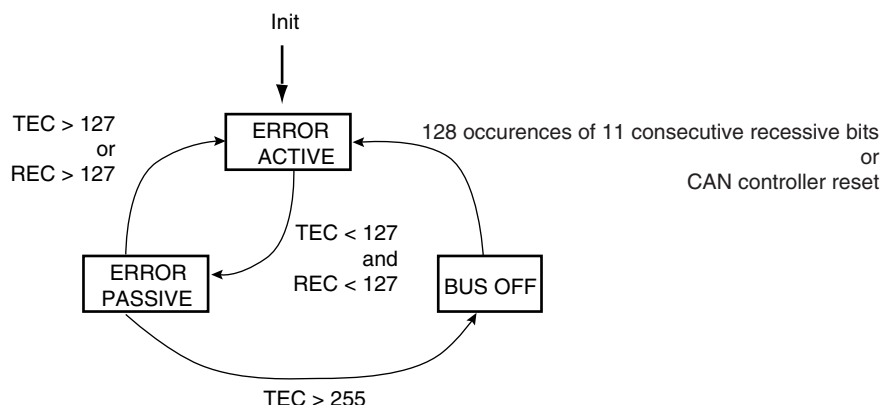 Init
TEC > 127
or
REC > 127
ERROR
ACTIVE
128 occurences of 11 consecutive recessive bits
or
CAN controller reset
TEC < 127
and
REC < 127
ERROR
PASSIVE
BUS OFF
TEC > 255